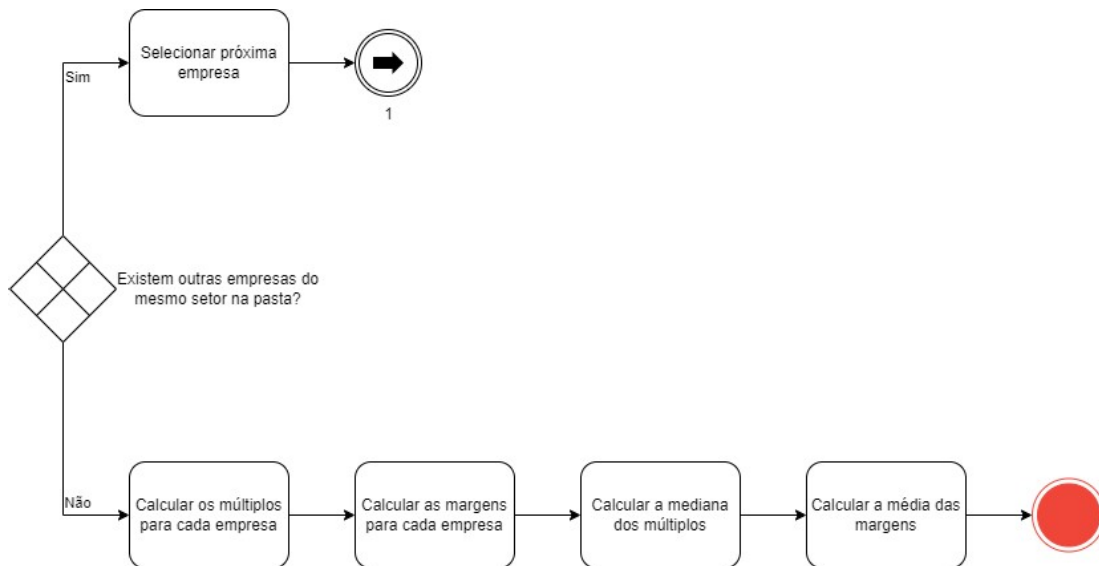 Selecionar próxima
empresa
Sim
1
Existem outras empresas do
mesmo setor na pasta?
Não
Calcular os múltiplos
para cada empresa
Calcular as margens
para cada empresa
Calcular a mediana
dos múltiplos
Calcular a média das
margens